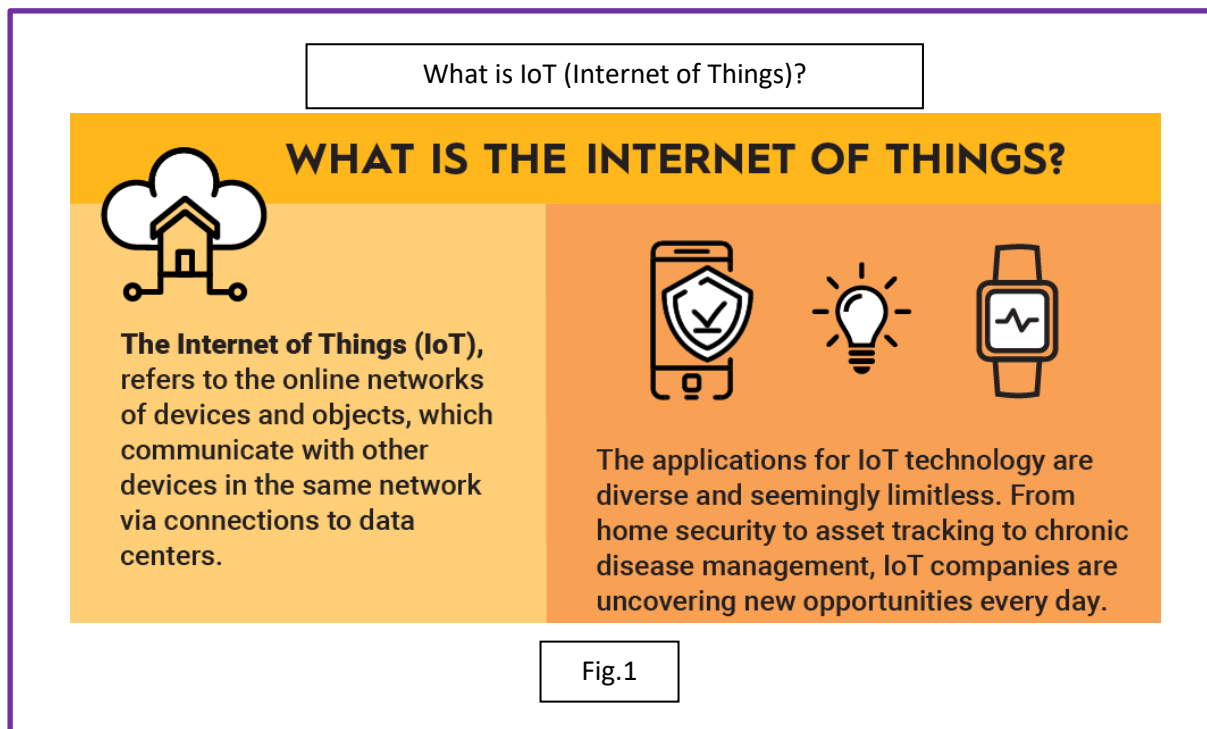 What is IoT (Internet of Things)?
WHAT IS THE INTERNET OF THINGS?
The Internet of Things (IoT),
refers to the online networks
of devices and objects, which
communicate with other
devices in the same network
via connections to data
centers.
The applications for IoT technology are
diverse and seemingly limitless. From
home security to asset tracking to chronic
disease management, IoT companies are
uncovering new opportunities every day.
Fig.1